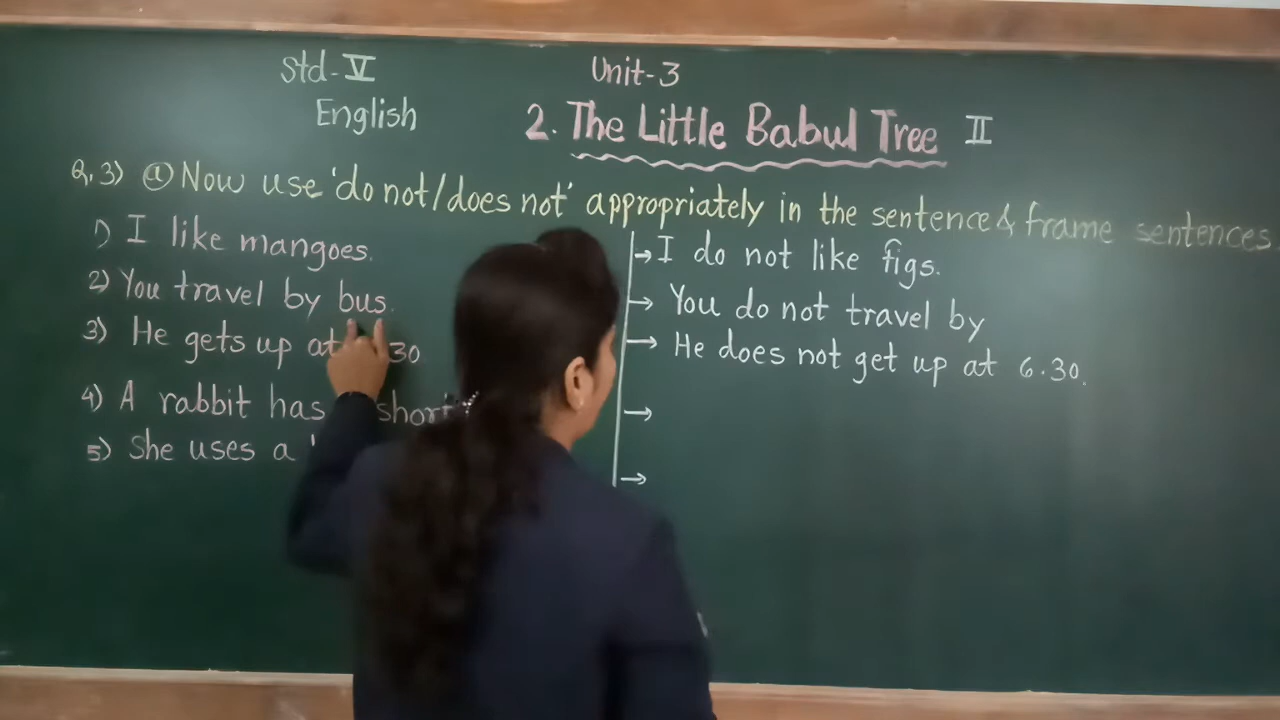 Std-V Unit-3
English 2. The Little Babul Tree II
Q.3) ⓐ Now use 'do not/does not' appropriately in the sentence & frame sentences
1) I like mangoes. → I do not like figs.
2) You travel by bus. → You do not travel by
3) He gets up at 30 → He does not get up at 6.30.
4) A rabbit has short →
5) She uses a →